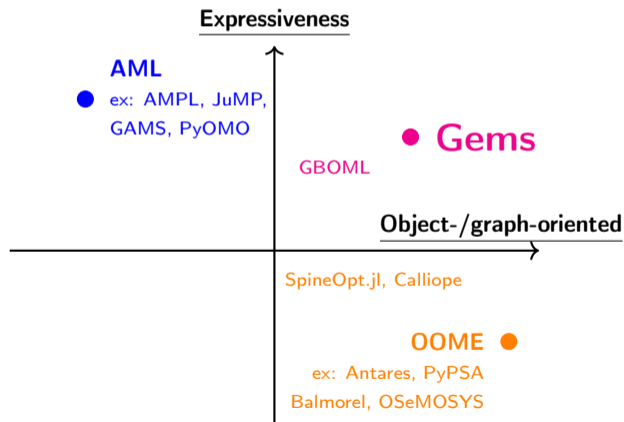 Expressiveness
AML
ex: AMPL, JuMP,
GAMS, PyOMO
Gems
GBOML
Object-/graph-oriented
SpineOpt.jl, Calliope
OOME
ex: Antares, PyPSA
Balmorel, OSeMOSYS